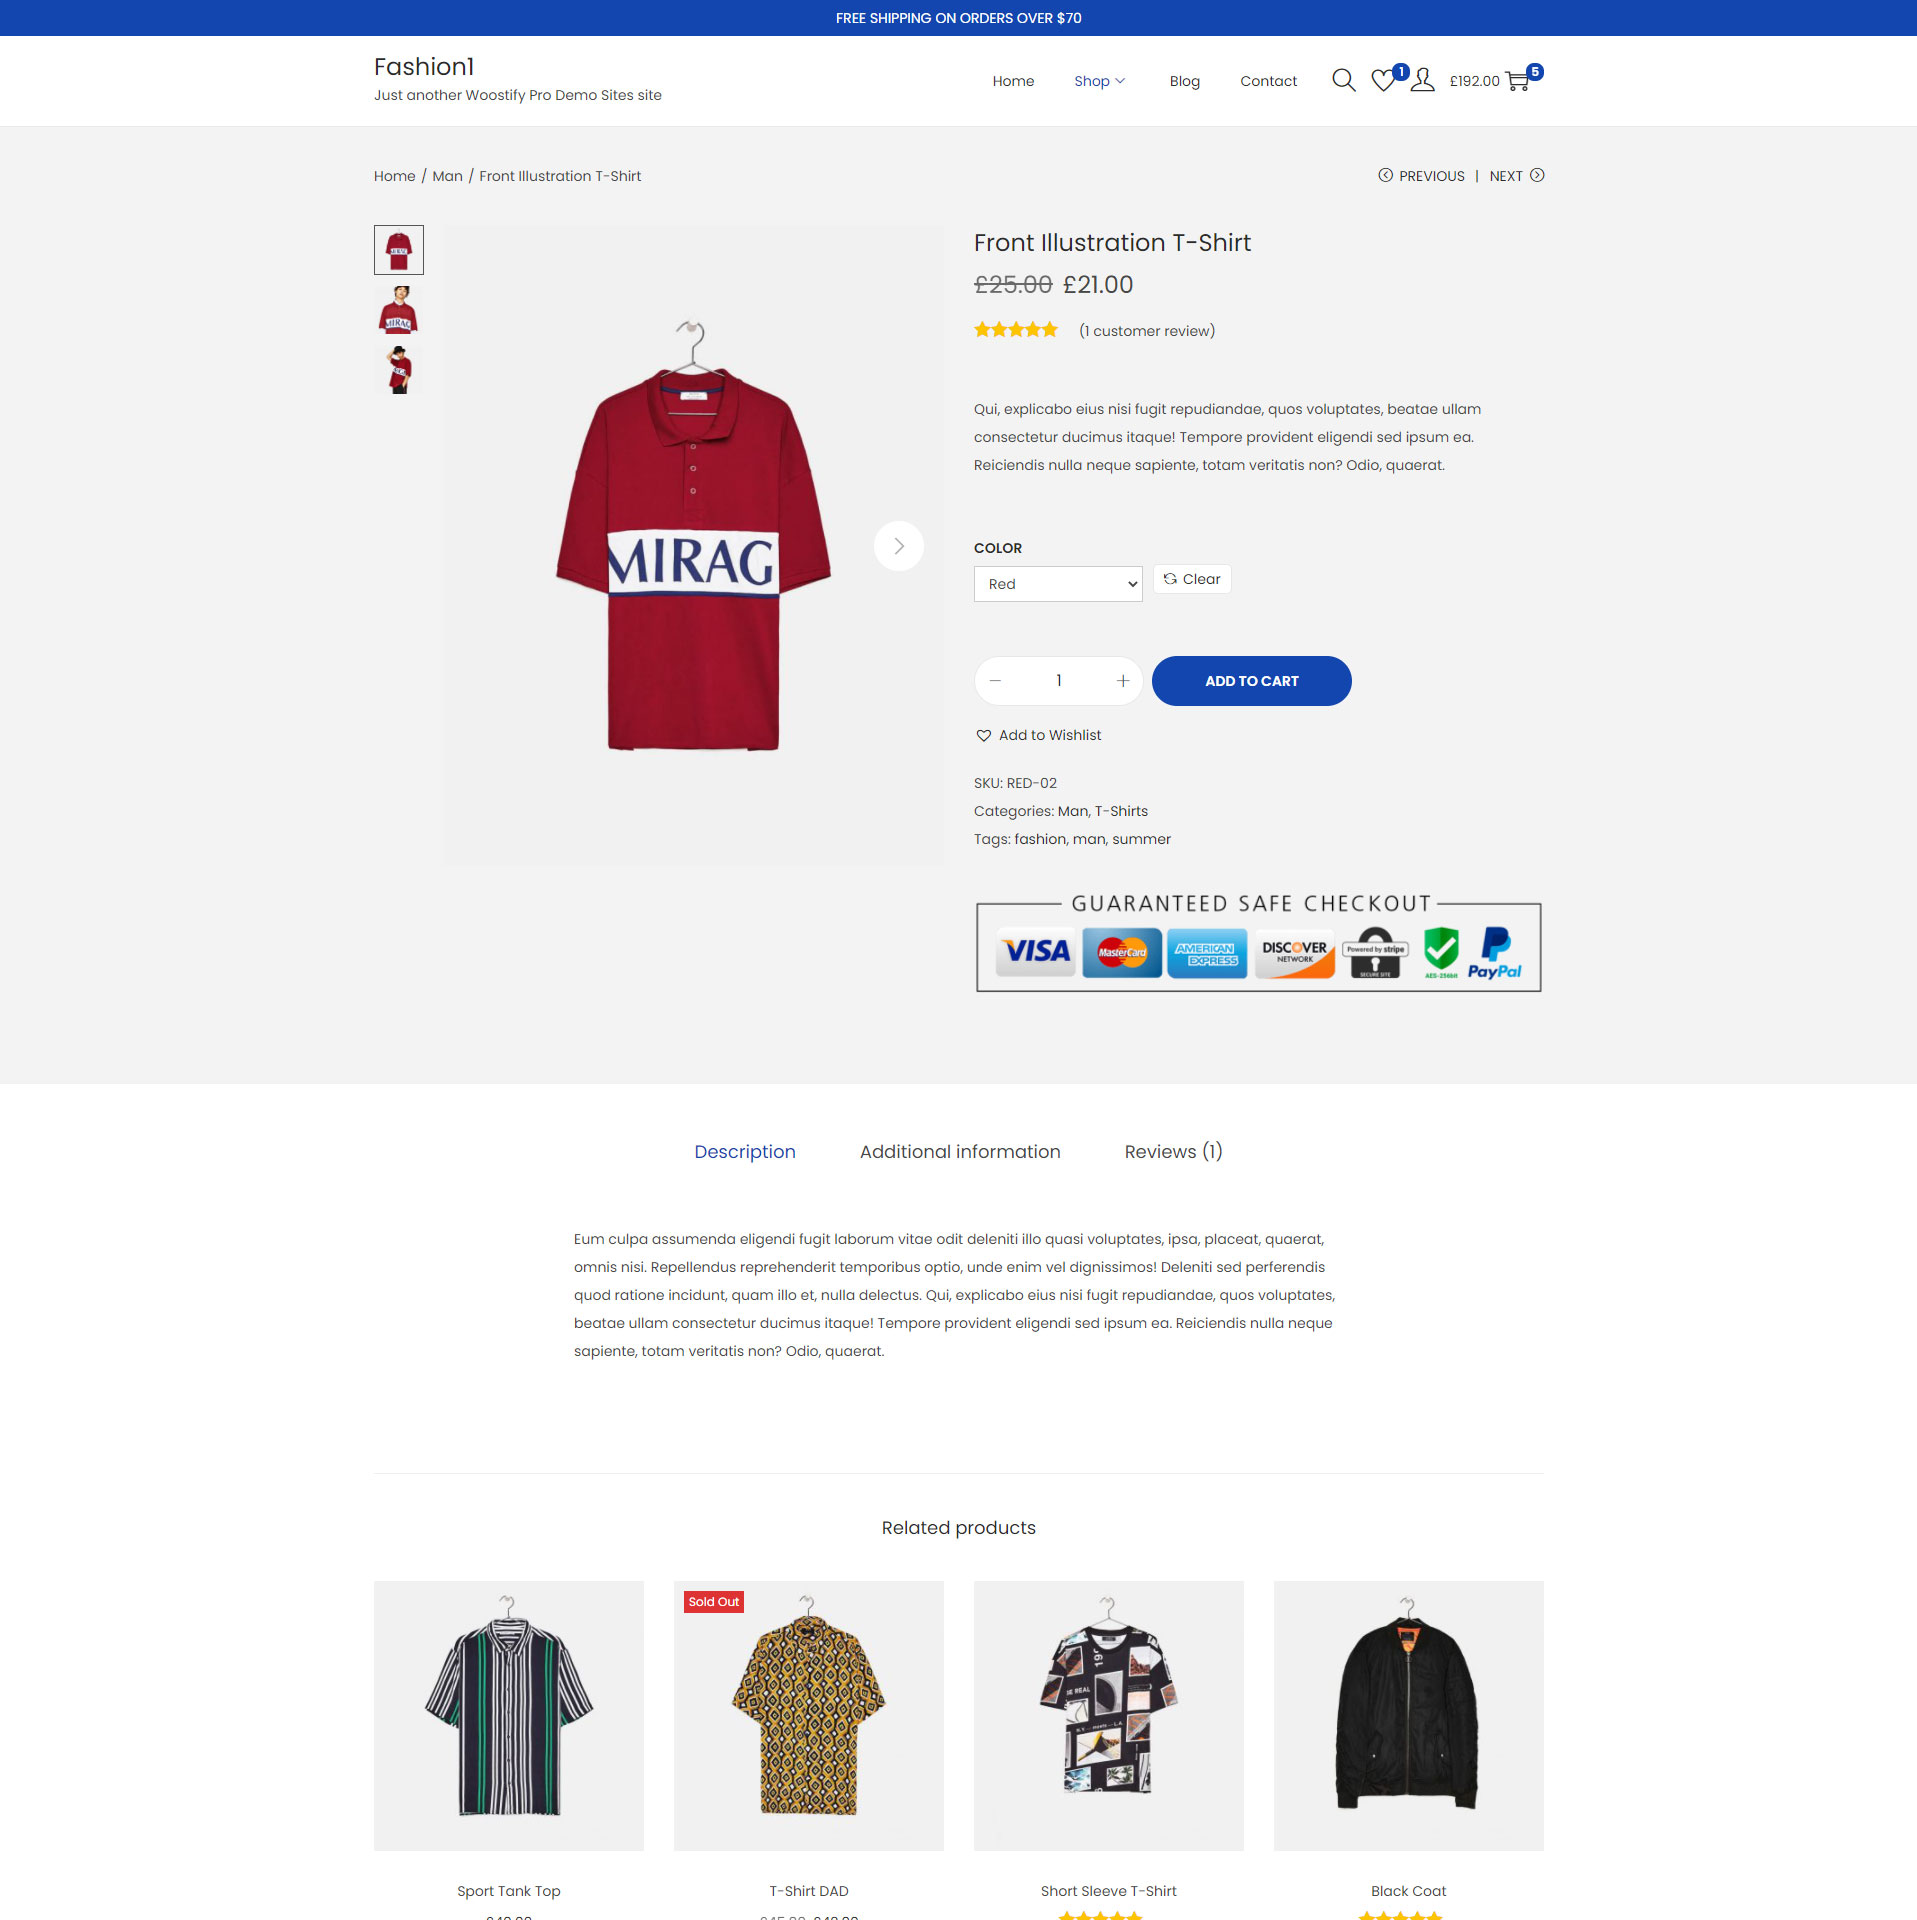 FREE SHIPPING ON ORDERS OVER $70
Fashion1
Just another Woostify Pro Demo Sites site
Home
Shop
Blog
Contact
1
£192.00
5
Home / Man / Front Illustration T-Shirt
PREVIOUS | NEXT
Front Illustration T-Shirt
£25.00 £21.00
(1 customer review)
MIRAG
Qui, explicabo eius nisi fugit repudiandae, quos voluptates, beatae ullam
consectetur ducimus itaque! Tempore provident eligendi sed ipsum ea.
Reiciendis nulla neque sapiente, totam veritatis non? Odio, quaerat.
COLOR
Red
Clear
1
ADD TO CART
Add to Wishlist
SKU: RED-02
Categories: Man, T-Shirts
Tags: fashion, man, summer
GUARANTEED SAFE CHECKOUT
VISA
MasterCard
AMERICAN EXPRESS
DISCOVER NETWORK
Powered by stripe
SECURE SITE
AES-256bit
PayPal
Description
Additional information
Reviews (1)
Eum culpa assumenda eligendi fugit laborum vitae odit deleniti illo quasi voluptates, ipsa, placeat, quaerat,
omnis nisi. Repellendus reprehenderit temporibus optio, unde enim vel dignissimos! Deleniti sed perferendis
quod ratione incidunt, quam illo et, nulla delectus. Qui, explicabo eius nisi fugit repudiandae, quos voluptates,
beatae ullam consectetur ducimus itaque! Tempore provident eligendi sed ipsum ea. Reiciendis nulla neque
sapiente, totam veritatis non? Odio, quaerat.
Related products
Sold Out
Sport Tank Top
T-Shirt DAD
Short Sleeve T-Shirt
Black Coat